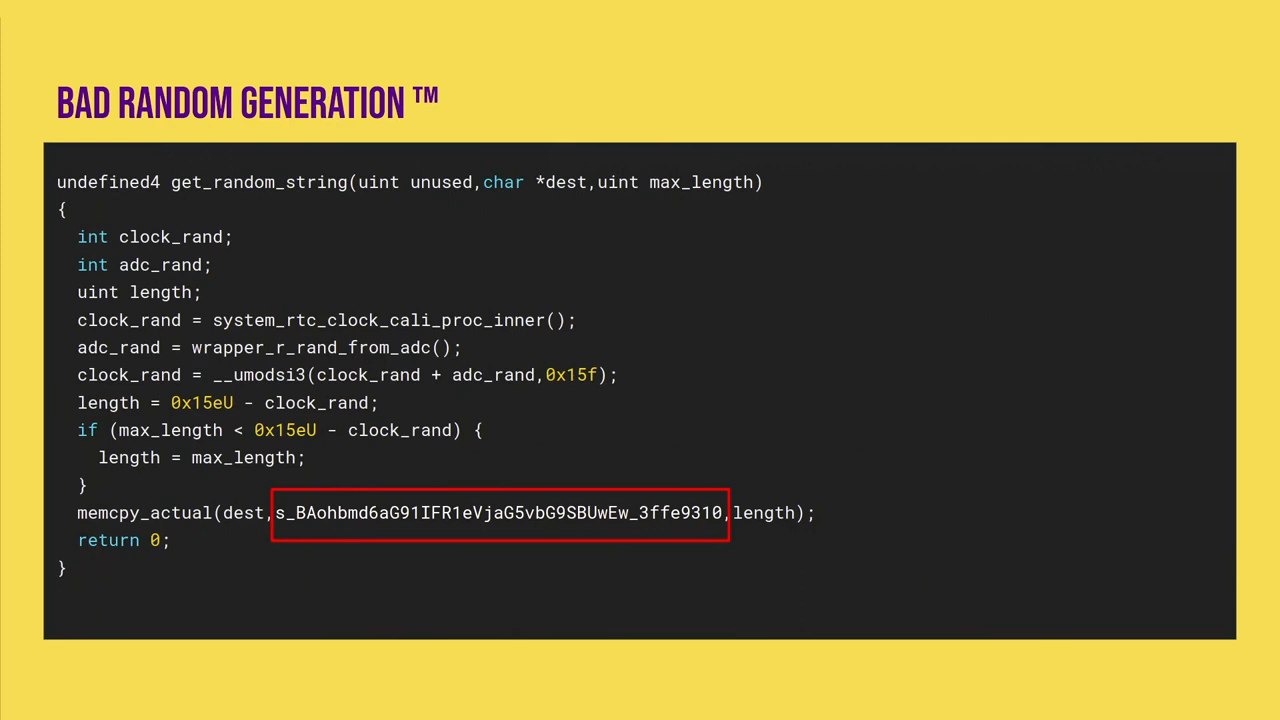 BAD RANDOM GENERATION ™
undefined4 get_random_string(uint unused,char *dest,uint max_length)
{
  int clock_rand;
  int adc_rand;
  uint length;
  clock_rand = system_rtc_clock_cali_proc_inner();
  adc_rand = wrapper_r_rand_from_adc();
  clock_rand = __umodsi3(clock_rand + adc_rand,0x15f);
  length = 0x15eU - clock_rand;
  if (max_length < 0x15eU - clock_rand) {
    length = max_length;
  }
  memcpy_actual(dest,s_BAohbmd6aG91IFR1eVjaG5vbG9SBUwEw_3ffe9310,length);
  return 0;
}